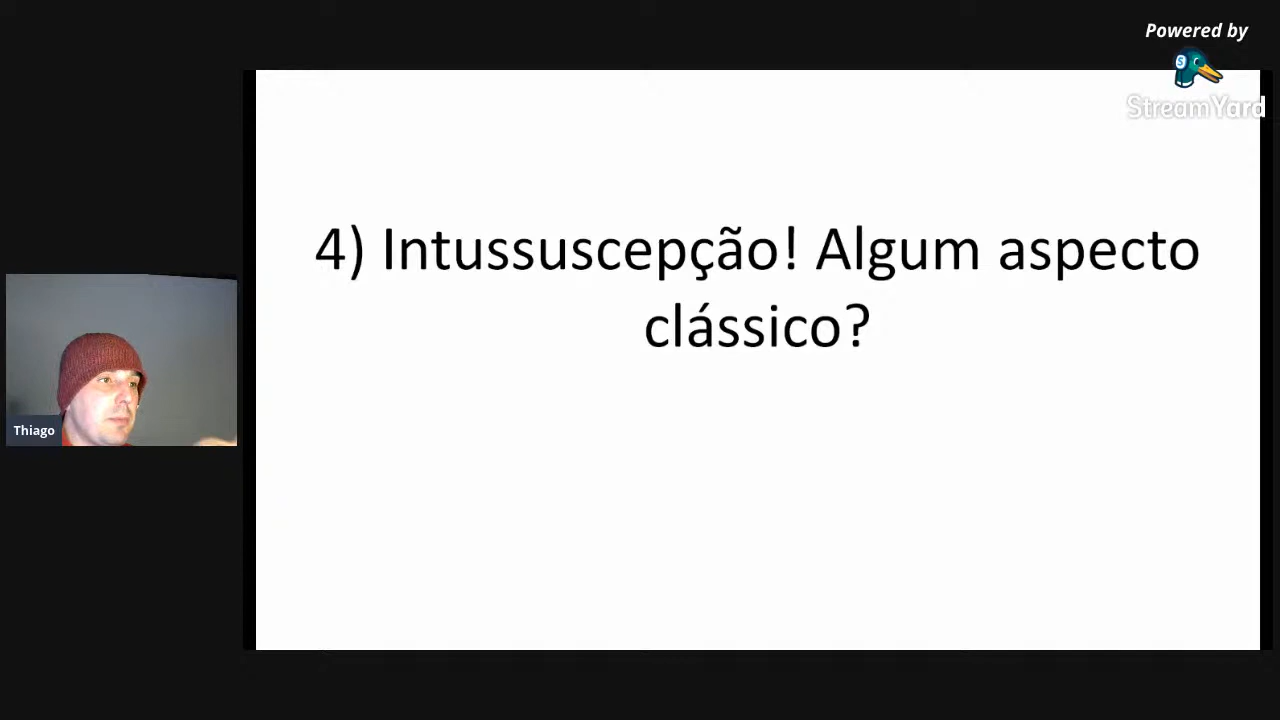 Powered by
StreamYard
4) Intussuscepção! Algum aspecto
clássico?
Thiago